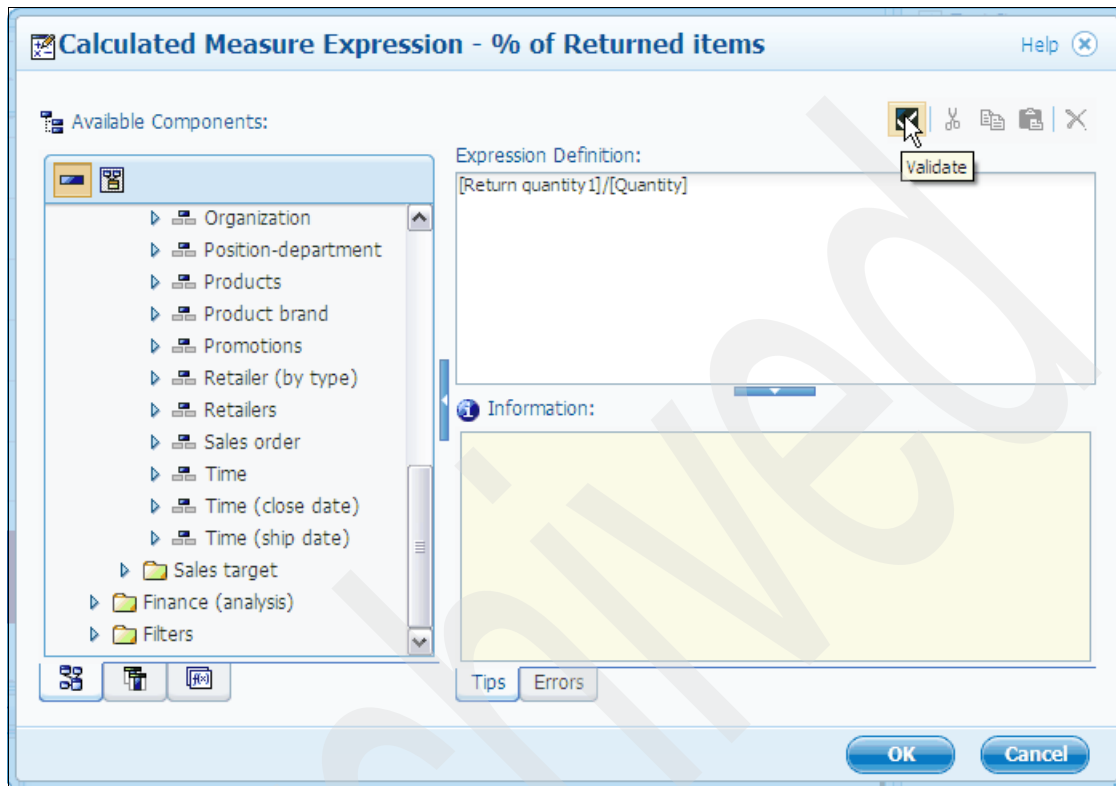 Calculated Measure Expression - % of Returned items
Help
Available Components:
Validate
Expression Definition:
[Return quantity1]/[Quantity]
Organization
Position-department
Products
Product brand
Promotions
Retailer (by type)
Retailers
Sales order
Time
Time (close date)
Time (ship date)
Sales target
Finance (analysis)
Filters
Information:
Tips
Errors
OK
Cancel